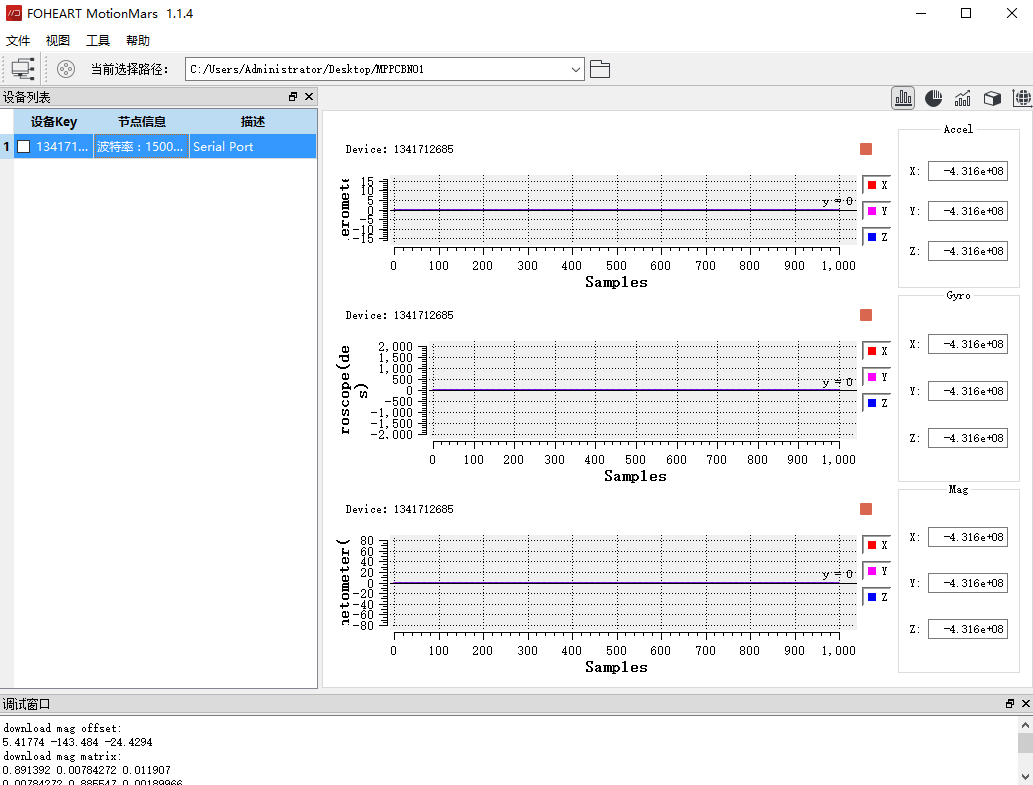 FOHEART MotionMars 1.1.4
文件 视图 工具 帮助
当前选择路径： C:/Users/Administrator/Desktop/MPPCBNO1
设备列表
设备Key 节点信息 描述
1 134171... 波特率：1500... Serial Port
Device: 1341712685
15
10
5
0
-5
-10
-15
erometer
y = 0
X
Y
Z
0 100 200 300 400 500 600 700 800 900 1,000
Samples
Accel
X: -4.316e+08
Y: -4.316e+08
Z: -4.316e+08
Device: 1341712685
2,000
1,500
1,000
500
0
-500
-1,000
-1,500
-2,000
roscope(de
s)
y = 0
X
Y
Z
0 100 200 300 400 500 600 700 800 900 1,000
Samples
Gyro
X: -4.316e+08
Y: -4.316e+08
Z: -4.316e+08
Device: 1341712685
80
60
40
20
0
-20
-40
-60
-80
netometer(
y = 0
X
Y
Z
0 100 200 300 400 500 600 700 800 900 1,000
Samples
Mag
X: -4.316e+08
Y: -4.316e+08
Z: -4.316e+08
调试窗口
download mag offset:
5.41774 -143.484 -24.4294
download mag matrix:
0.891392 0.00784272 0.011907
0.00784272 0.885547 0.00189966